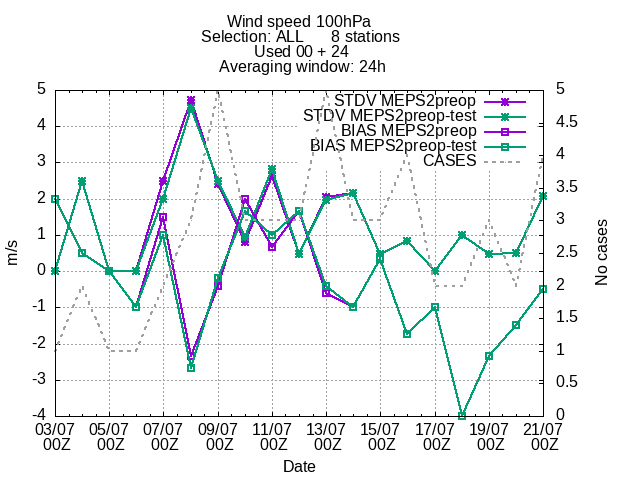 Wind speed 100hPa
Selection: ALL 8 stations
Used 00 + 24
Averaging window: 24h
STDV MEPS2preop
STDV MEPS2preop-test
BIAS MEPS2preop
BIAS MEPS2preop-test
CASES
5
4
3
2
1
0
-1
-2
-3
-4
m/s
5
4.5
4
3.5
3
2.5
2
1.5
1
0.5
0
No cases
03/07 05/07 07/07 09/07 11/07 13/07 15/07 17/07 19/07 21/07
00Z 00Z 00Z 00Z 00Z 00Z 00Z 00Z 00Z 00Z
Date